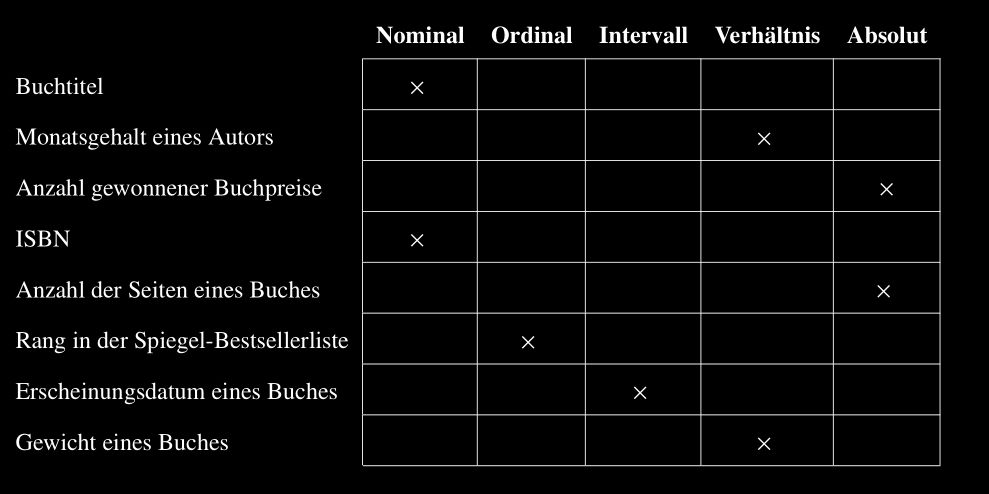 Nominal Ordinal Intervall Verhältnis Absolut
Buchtitel ×
Monatsgehalt eines Autors ×
Anzahl gewonnener Buchpreise ×
ISBN ×
Anzahl der Seiten eines Buches ×
Rang in der Spiegel-Bestsellerliste ×
Erscheinungsdatum eines Buches ×
Gewicht eines Buches ×